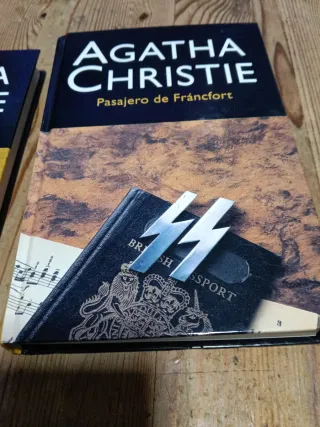 AGATHA
CHRISTIE
Pasajero de Fráncfort
BRITISH PASSPORT